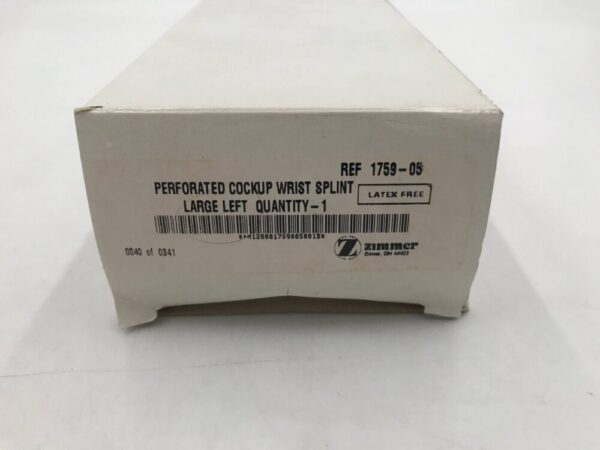 REF 1759-05
PERFORATED COCKUP WRIST SPLINT
LATEX FREE
LARGE LEFT QUANTITY-1
0040 of 0341
Z zimmer
Dover, OH 44622